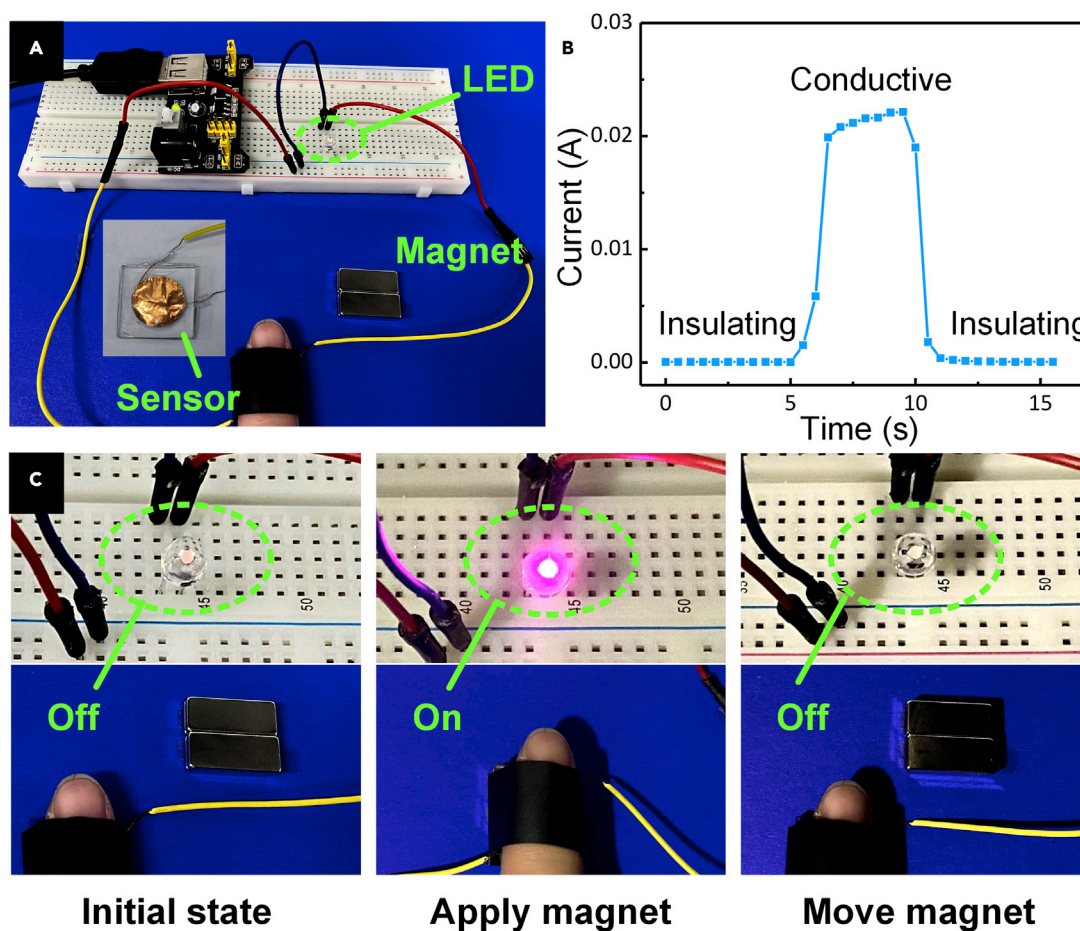 A
LED
Magnet
Sensor
B
0.03
0.02
0.01
0.00
Current (A)
Conductive
Insulating
Insulating
0
5
10
15
Time (s)
C
40
45
50
Off
40
45
50
On
40
45
50
Off
Initial state
Apply magnet
Move magnet